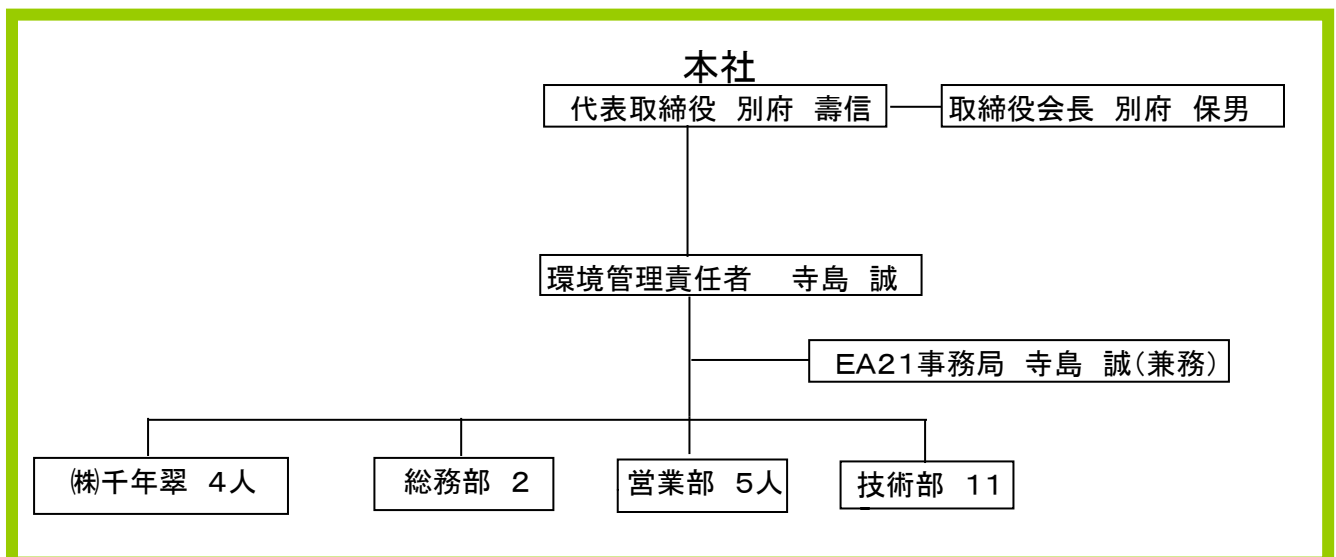 本社
代表取締役 別府 壽信
取締役会長 別府 保男
環境管理責任者 寺島 誠
EA21事務局 寺島 誠(兼務)
㈱千年翠 4人
総務部 2
営業部 5人
技術部 11